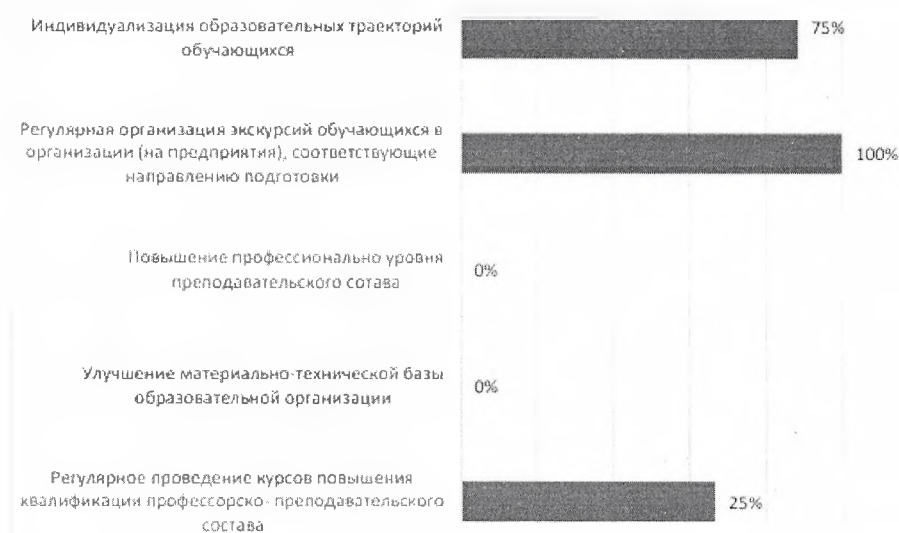 Индивидуализация образовательных траекторий
обучающихся
75%
Регулярная организация экскурсий обучающихся в
организации (на предприятия), соответствующие
направлению подготовки
100%
Повышение профессионально уровня
преподавательского сотава
0%
Улучшение материально-технической базы
образовательной организации
0%
Регулярное проведение курсов повышения
квалификации профессорско- преподавательского
состава
25%